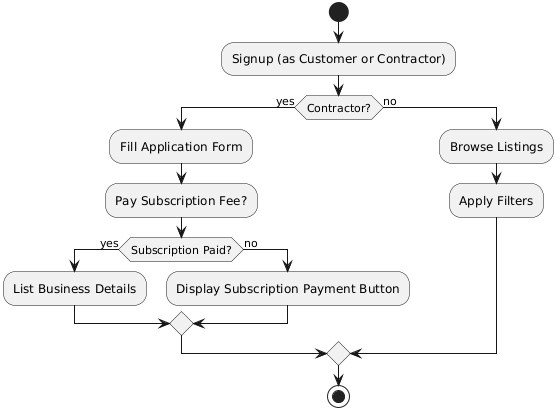 Signup (as Customer or Contractor)
yes
Contractor?
no
Fill Application Form
Browse Listings
Pay Subscription Fee?
Apply Filters
yes
Subscription Paid?
no
List Business Details
Display Subscription Payment Button